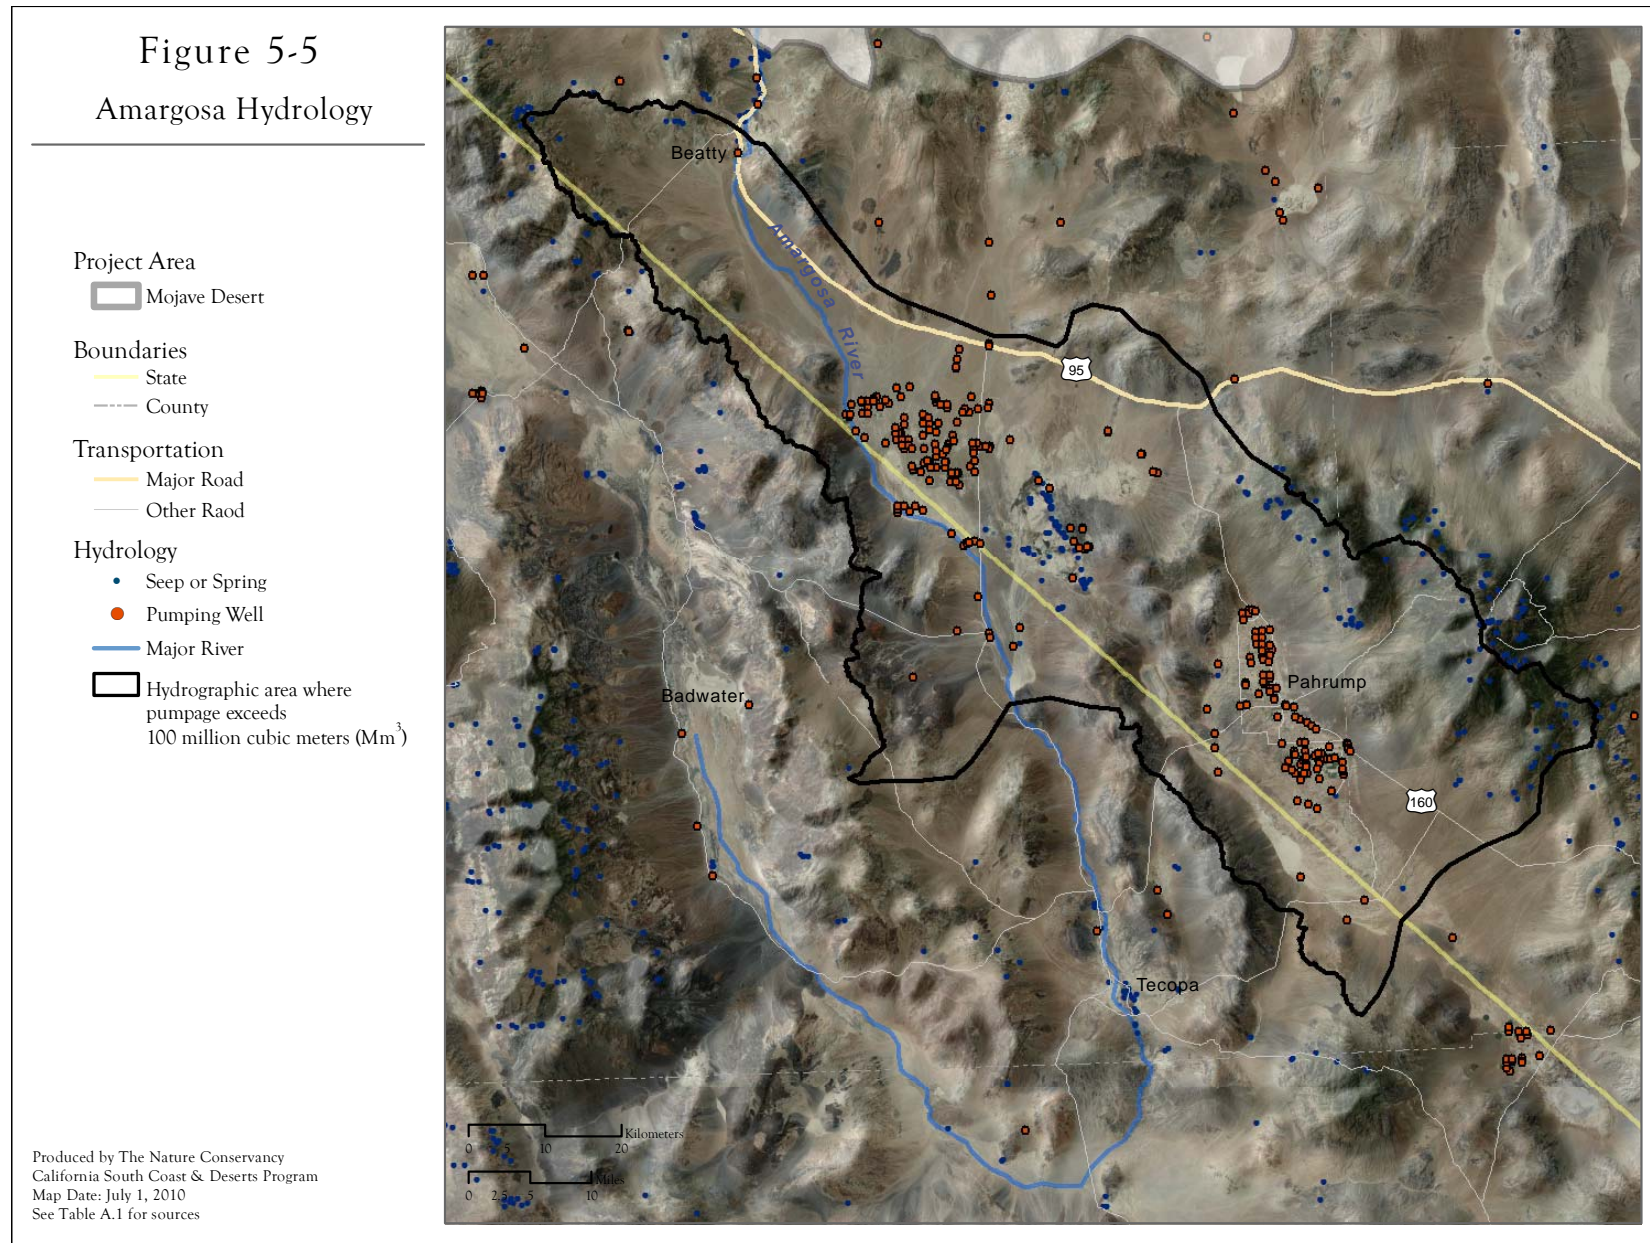 Figure 5-5
Amargosa Hydrology
Project Area
Mojave Desert
Boundaries
State
County
Transportation
Major Road
Other Raod
Hydrology
Seep or Spring
Pumping Well
Major River
Hydrographic area where
pumpage exceeds
100 million cubic meters (Mm³)
Produced by The Nature Conservancy
California South Coast & Deserts Program
Map Date: July 1, 2010
See Table A.1 for sources
Beatty
Amargosa River
95
Badwater
Pahrump
160
Tecopa
Kilometers
0 5 10 20
Miles
0 2.5 5 10